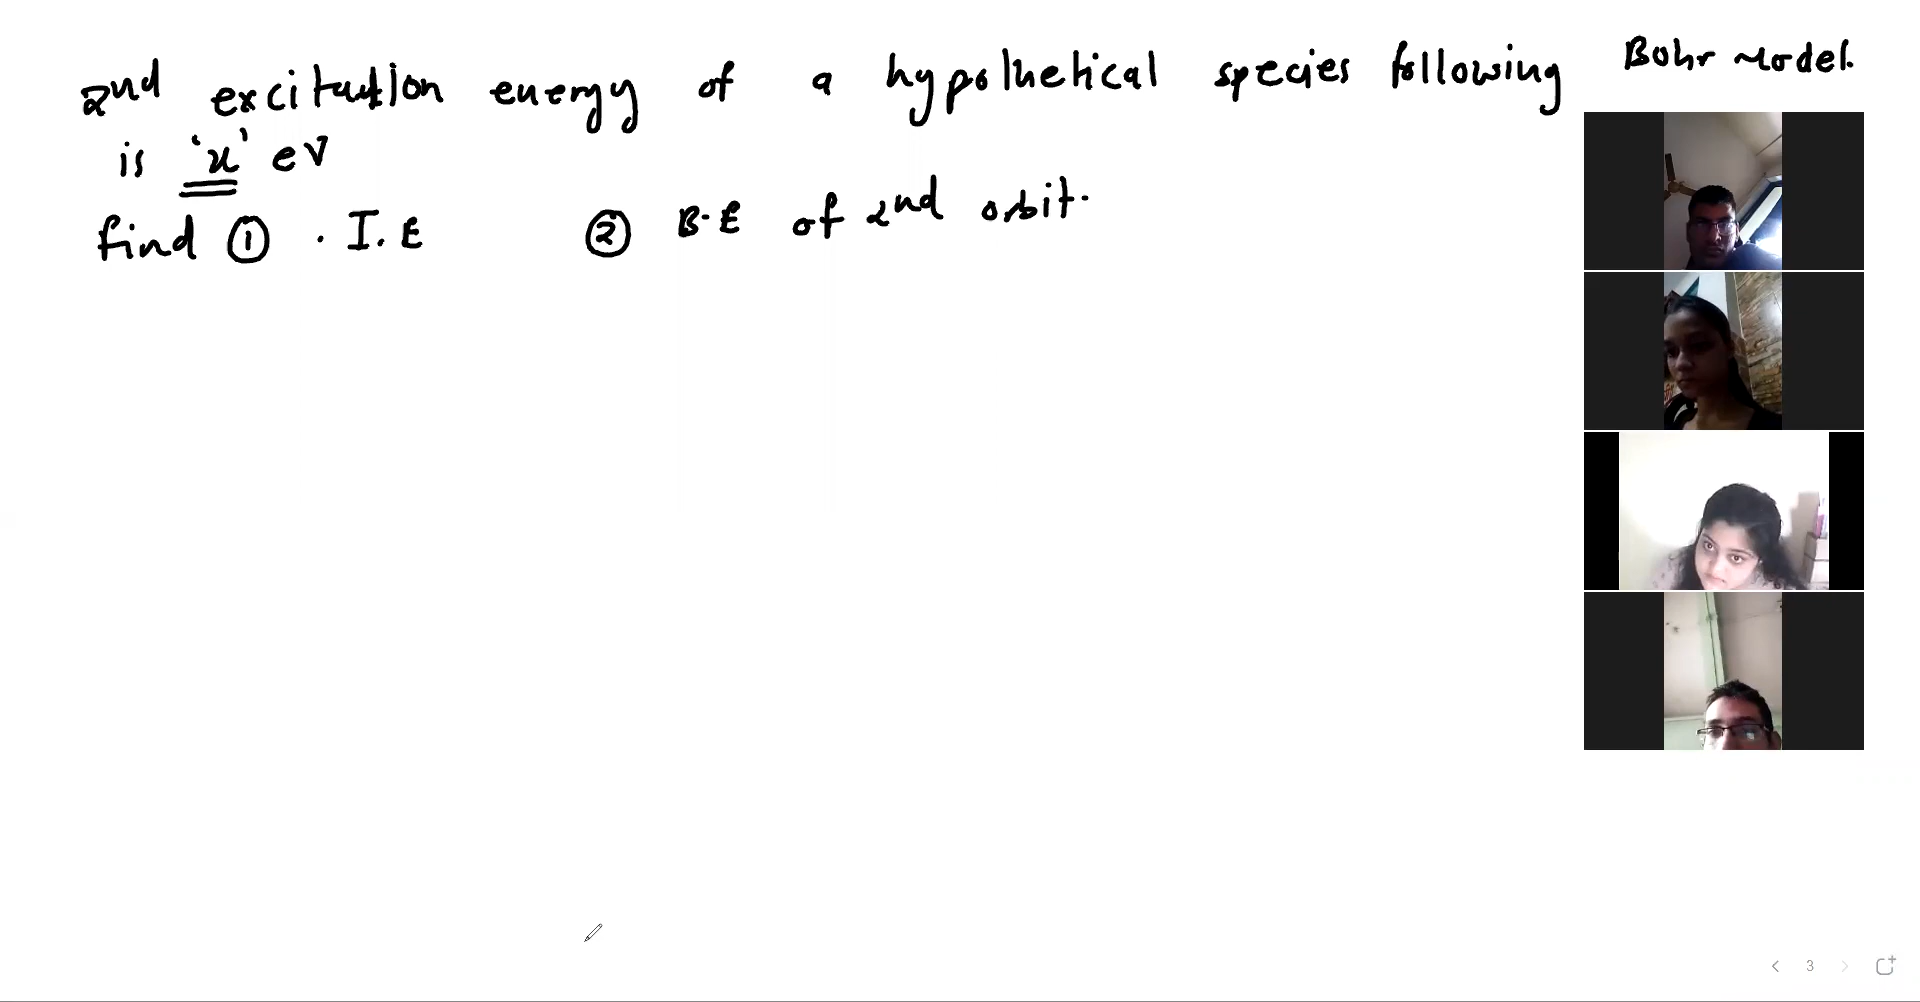 2nd excitation energy of a hypothetical species following Bohr Model.
is 'x' eV
find ① . I.E ② B.E of 2nd orbit.
3